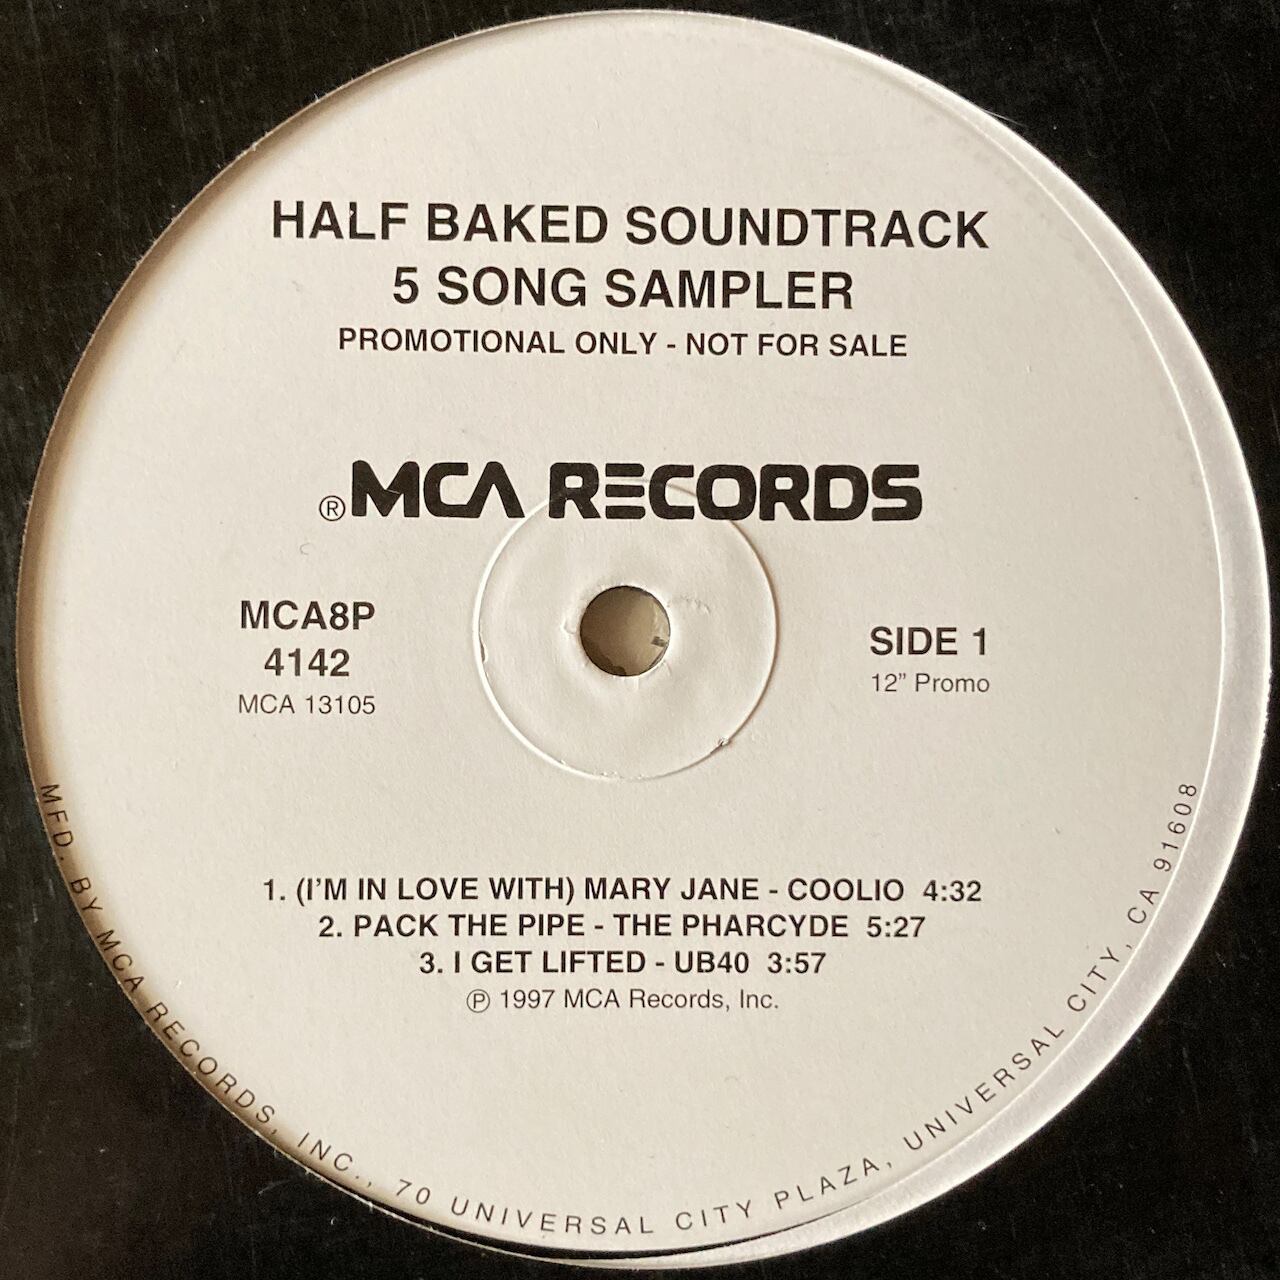 HALF BAKED SOUNDTRACK
5 SONG SAMPLER
PROMOTIONAL ONLY - NOT FOR SALE
® MCA RECORDS
MCA8P
4142
MCA 13105
SIDE 1
12” Promo
1. (I'M IN LOVE WITH) MARY JANE - COOLIO 4:32
2. PACK THE PIPE - THE PHARCYDE 5:27
3. I GET LIFTED - UB40 3:57
℗ 1997 MCA Records, Inc.
MFD. BY MCA RECORDS, INC., 70 UNIVERSAL CITY PLAZA, UNIVERSAL CITY, CA 91608